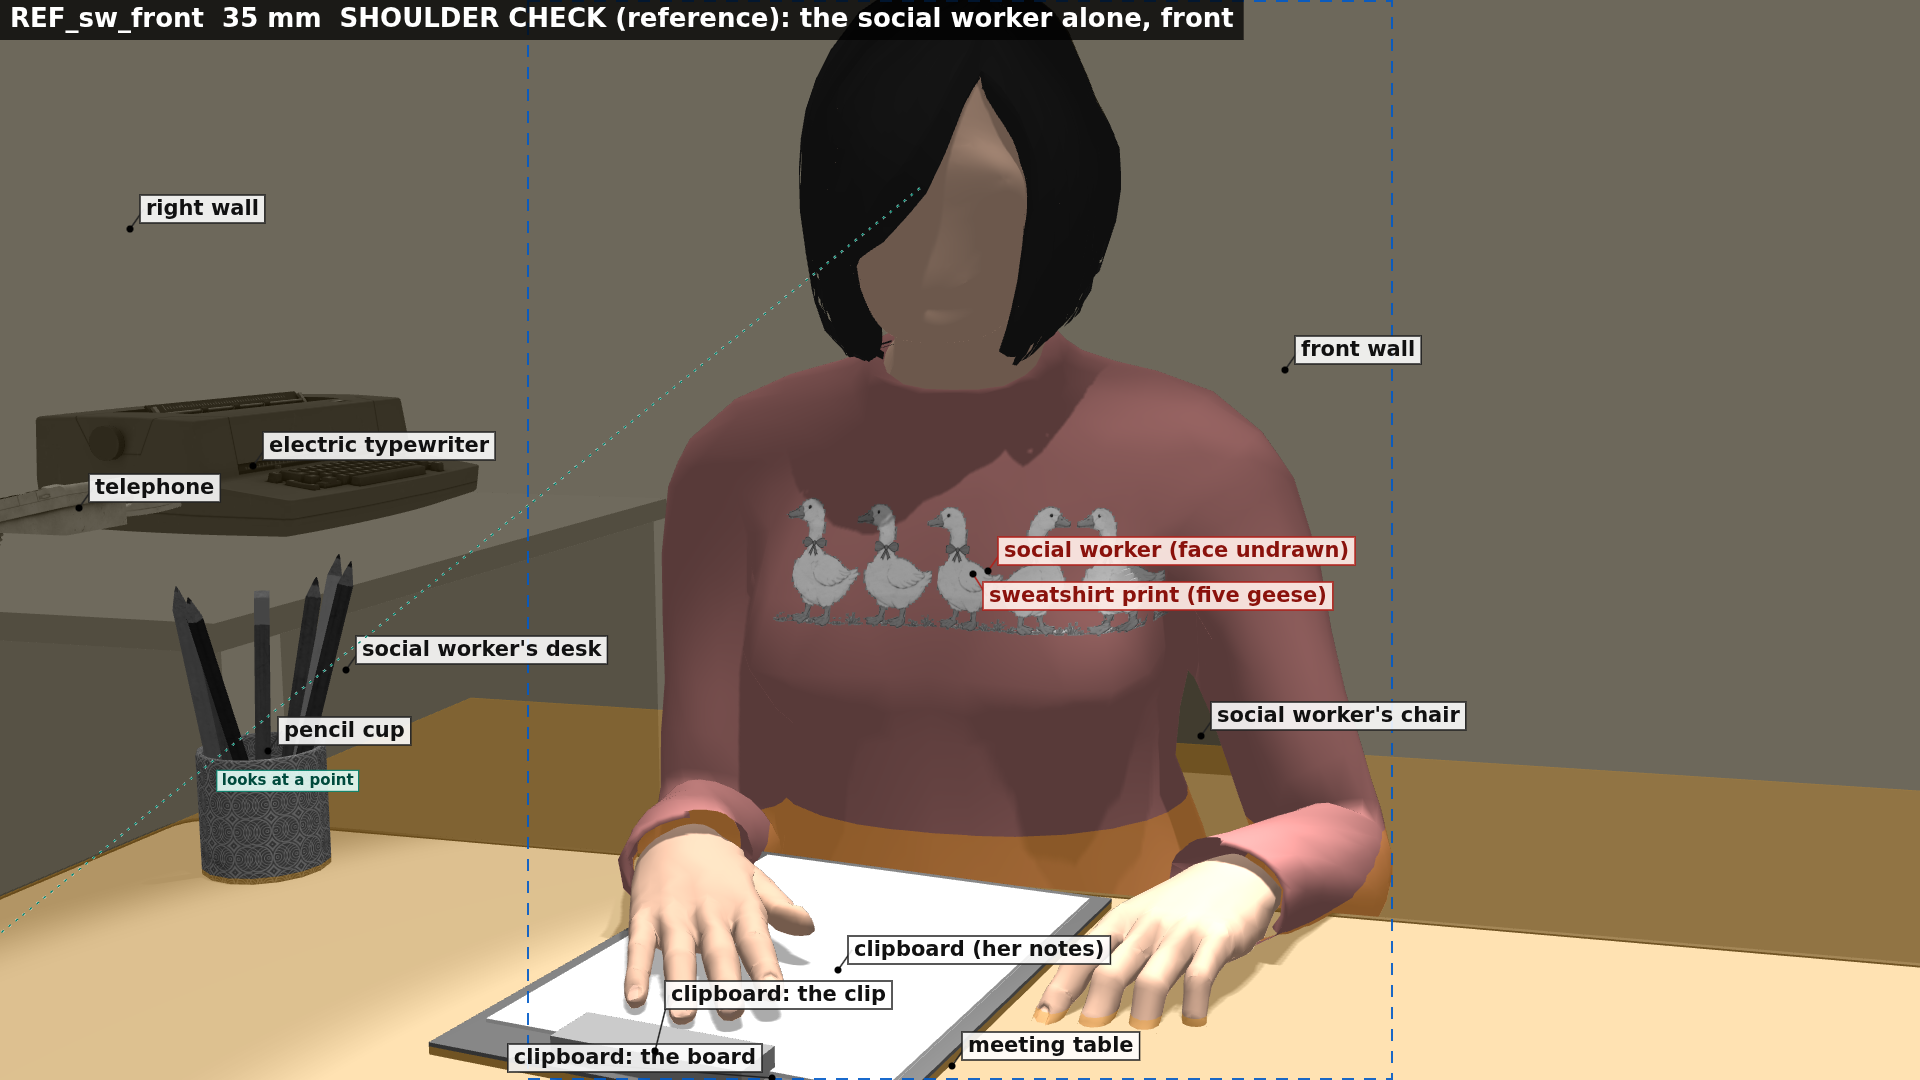 REF_sw_front  35 mm  SHOULDER CHECK (reference): the social worker alone, front
right wall
front wall
electric typewriter
telephone
social worker (face undrawn)
sweatshirt print (five geese)
social worker's desk
social worker's chair
pencil cup
looks at a point
clipboard (her notes)
clipboard: the clip
meeting table
clipboard: the board